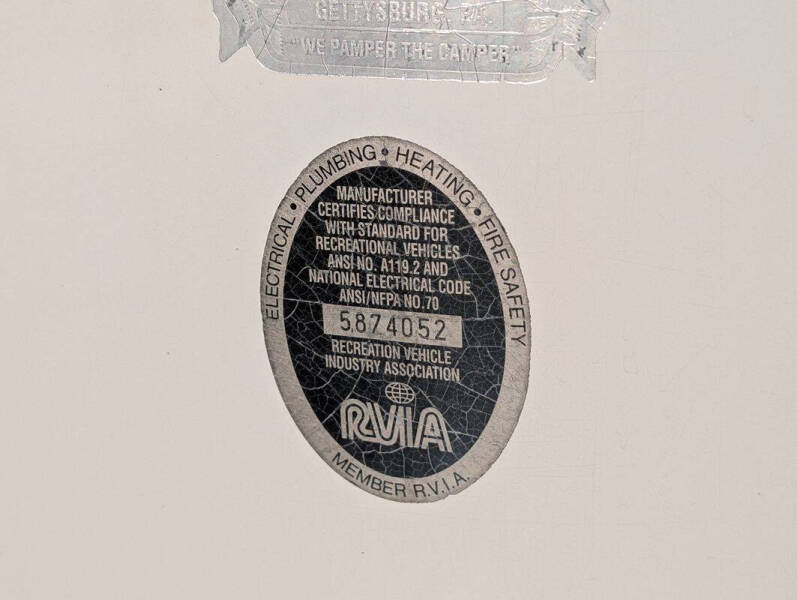 GETTYSBURG, PA.
"WE PAMPER THE CAMPER"
ELECTRICAL • PLUMBING • HEATING • FIRE SAFETY
MANUFACTURER
CERTIFIES COMPLIANCE
WITH STANDARD FOR
RECREATIONAL VEHICLES
ANSI NO. A119.2 AND
NATIONAL ELECTRICAL CODE
ANSI/NFPA NO. 70
5874052
RECREATION VEHICLE
INDUSTRY ASSOCIATION
RVIA
MEMBER R.V.I.A.